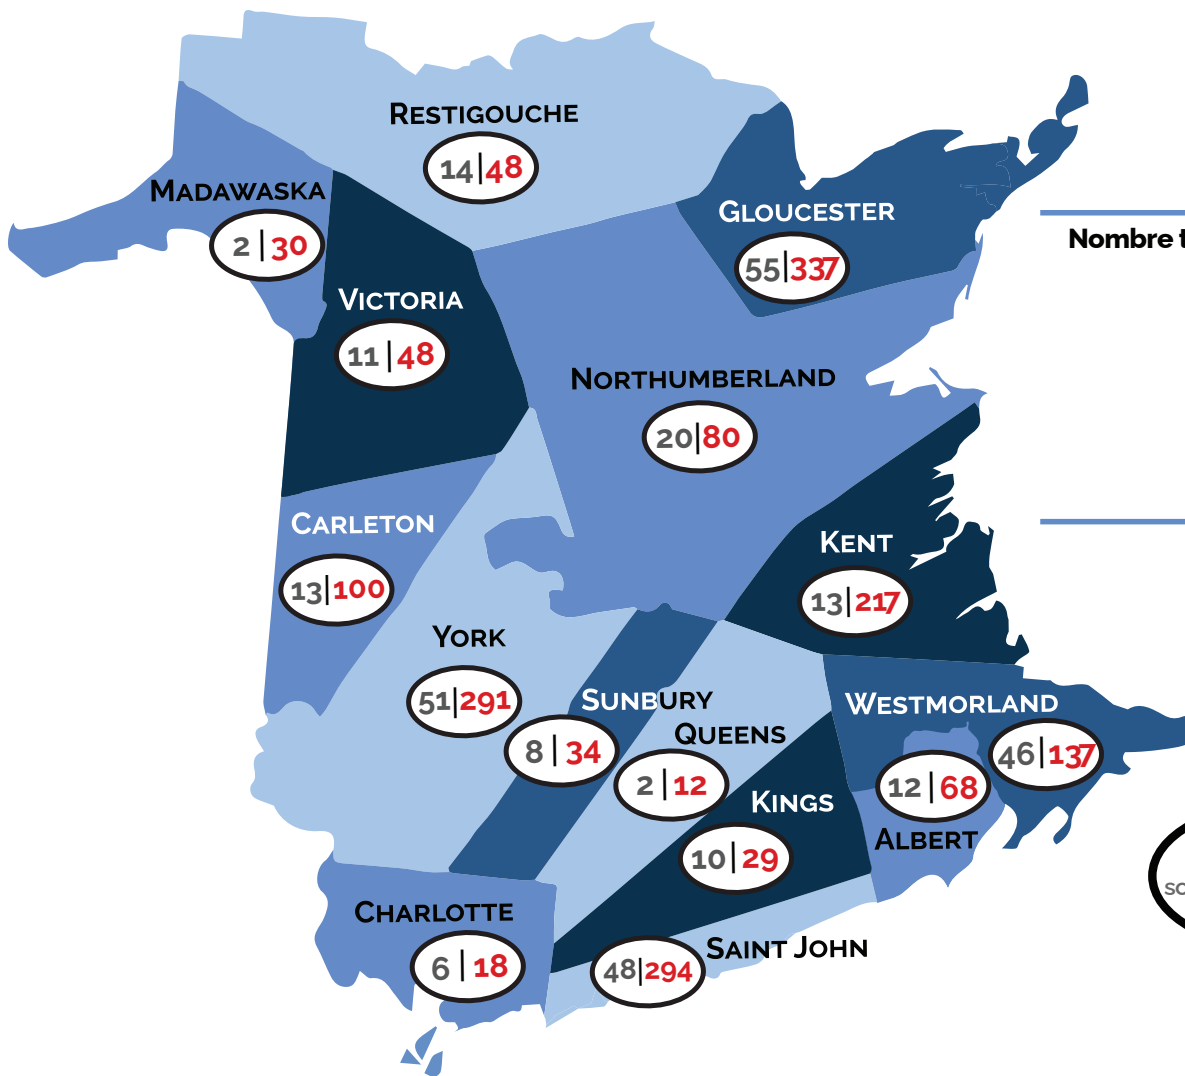 RESTIGOUCHE
14|48
MADAWASKA
2|30
GLOUCESTER
55|337
Nombre t
VICTORIA
11|48
NORTHUMBERLAND
20|80
CARLETON
13|100
KENT
13|217
YORK
51|291
SUNBURY
8|34
QUEENS
2|12
WESTMORLAND
46|137
KINGS
10|29
12|68
ALBERT
CHARLOTTE
6|18
SAINT JOHN
48|294